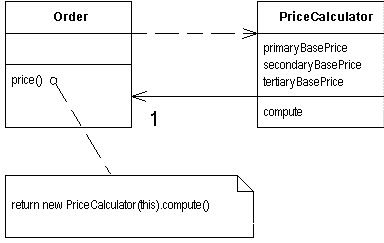 Order
PriceCalculator
primaryBasePrice
secondaryBasePrice
tertiaryBasePrice
price()
compute
1
return new PriceCalculator(this).compute()